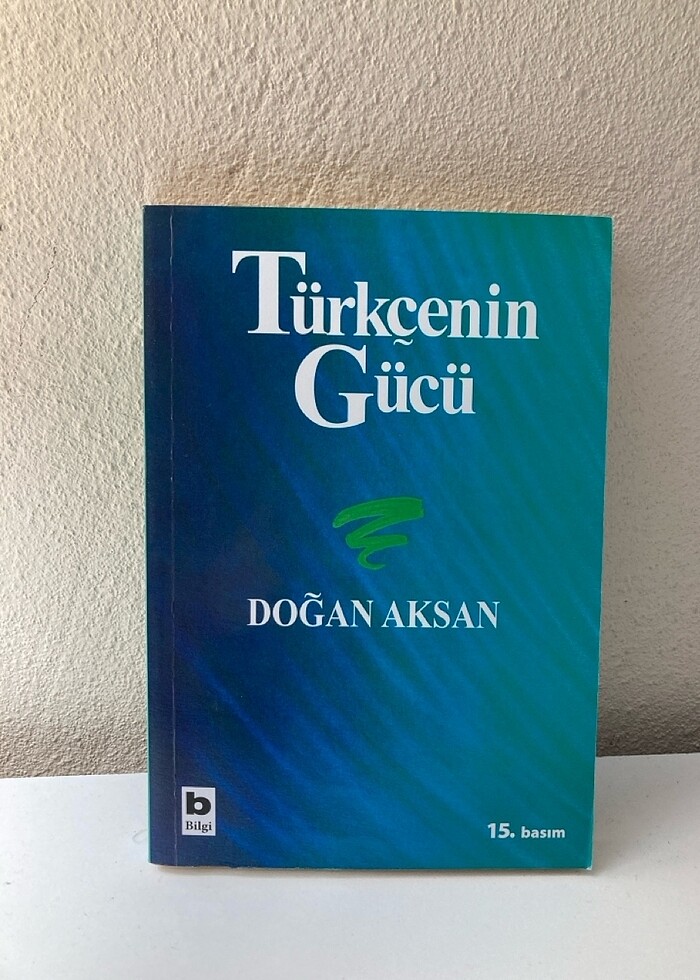 Türkçenin
Gücü
DOĞAN AKSAN
b
Bilgi
15. basım